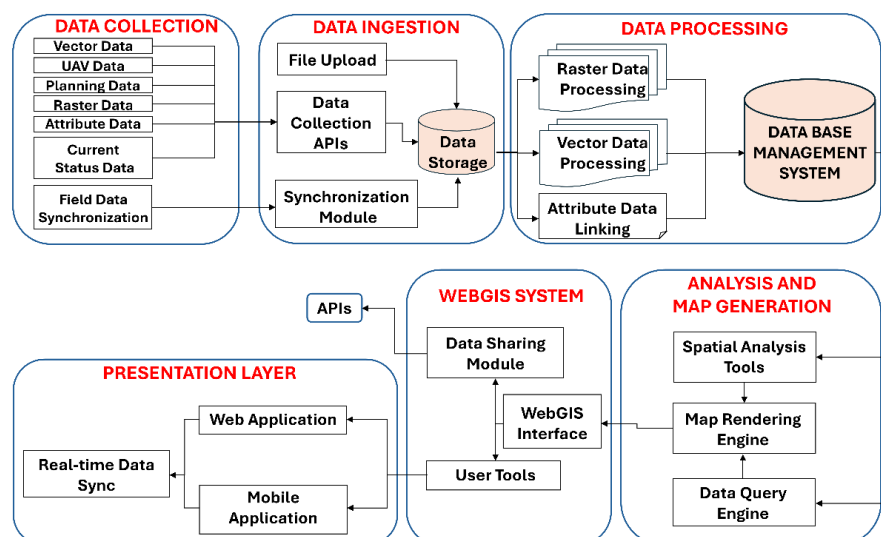 DATA COLLECTION
Vector Data
UAV Data
Planning Data
Raster Data
Attribute Data
Current
Status Data
Field Data
Synchronization
DATA INGESTION
File Upload
Data
Collection
APIs
Synchronization
Module
Data
Storage
DATA PROCESSING
Raster Data
Processing
Vector Data
Processing
Attribute Data
Linking
DATA BASE
MANAGEMENT
SYSTEM
ANALYSIS AND
MAP GENERATION
Spatial Analysis
Tools
Map Rendering
Engine
Data Query
Engine
WEBGIS SYSTEM
APIs
Data Sharing
Module
WebGIS
Interface
User Tools
PRESENTATION LAYER
Web Application
Real-time Data
Sync
Mobile
Application